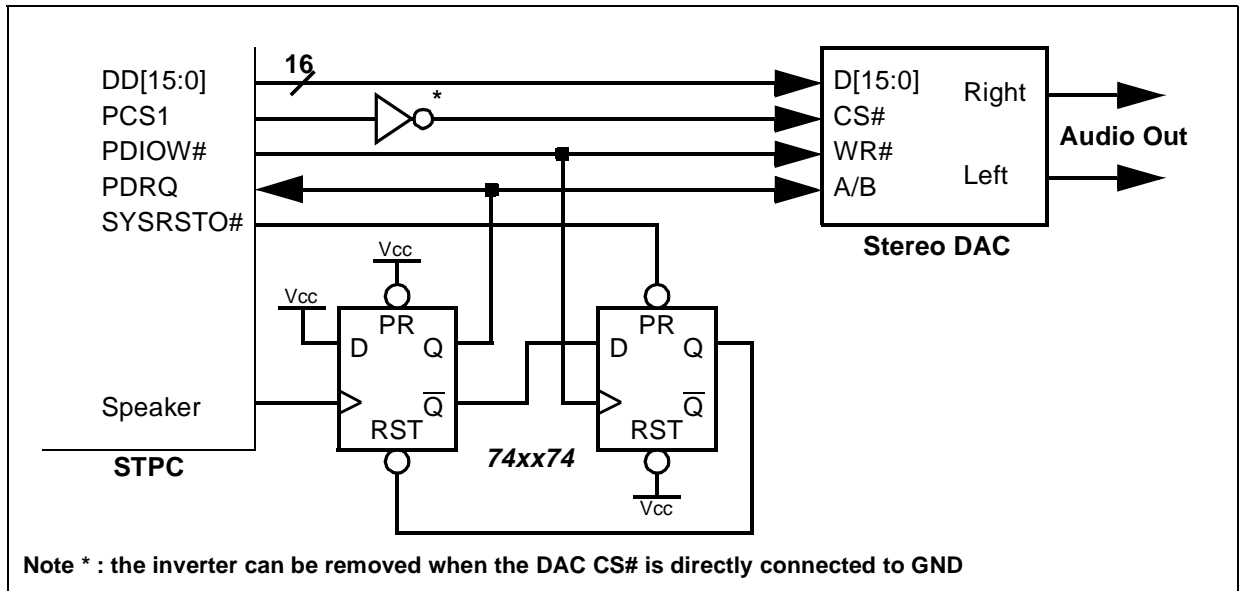 16
*
DD[15:0]
PCS1
PDIOW#
PDRQ
SYSRSTO#
D[15:0]
CS#
WR#
A/B
Right
Left
Audio Out
Stereo DAC
Vcc
Vcc
PR
D Q
Q
RST
PR
D Q
Q
RST
Vcc
74xx74
Speaker
STPC
Note * : the inverter can be removed when the DAC CS# is directly connected to GND